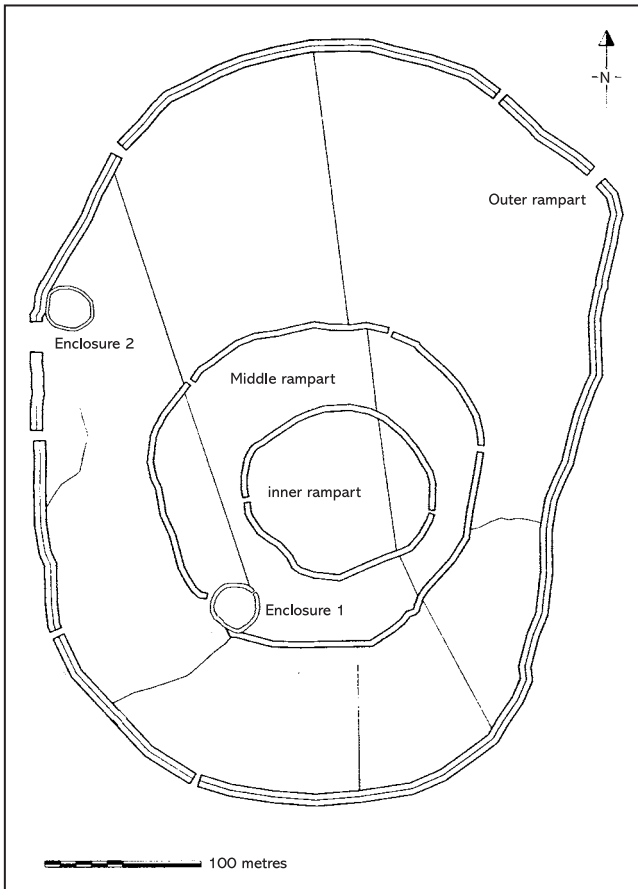 -N-
Outer rampart
Enclosure 2
Middle rampart
inner rampart
Enclosure 1
100 metres